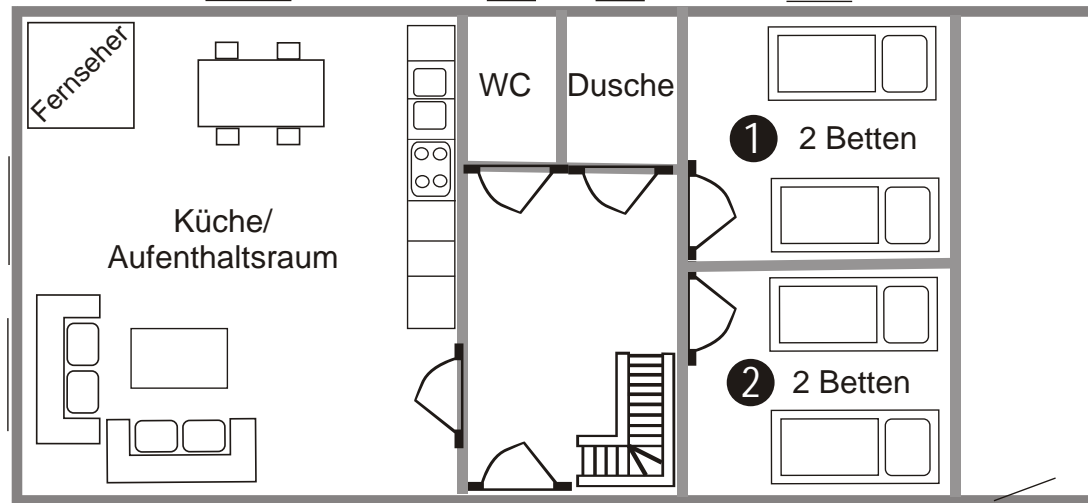 Fernseher
WC
Dusche
1 2 Betten
Küche/
Aufenthaltsraum
2 2 Betten